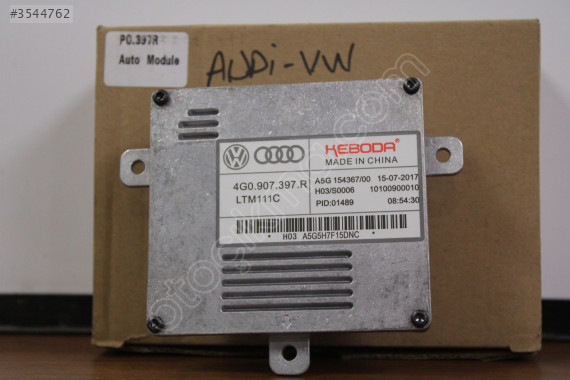 #3544762
PO.397R
Auto Module
AUDi-VW
KEBODA
MADE IN CHINA
4G0.907.397.R
LTM111C
A5G 154367/00 15-07-2017
H03/S0006 10100900010
PID:01489 08:54:30
* H03 A5G5H7F15DNC *